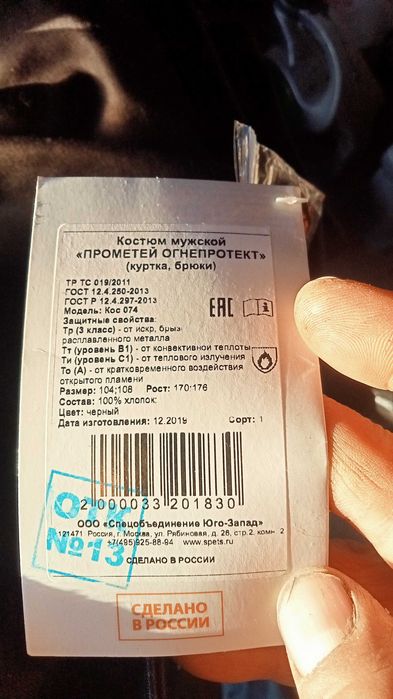 Костюм мужской
«ПРОМЕТЕЙ ОГНЕПРОТЕКТ»
(куртка, брюки)
ТР ТС 019/2011
ГОСТ 12.4.250-2013
ГОСТ Р 12.4.297-2013
Модель: Кос 074
Защитные свойства:
Тр (3 класс) - от искр, брызг
расплавленного металла
Тт (уровень В1) - от конвективной теплоты
Ти (уровень С1) - от теплового излучения
То (А) - от кратковременного воздействия
открытого пламени
Размер: 104;108 Рост: 170;176
Состав: 100% хлопок
Цвет: черный
Дата изготовления: 12.2019 Сорт: 1
ЕАС
i
2 000033 201830
ОТК
№13
ООО «Спецобъединение Юго-Запад»
121471, Россия, г. Москва, ул. Рябиновая, д. 26, стр.2. комн. 2
+7(495)925-88-94 www.spets.ru
СДЕЛАНО В РОССИИ
СДЕЛАНО
В РОССИИ